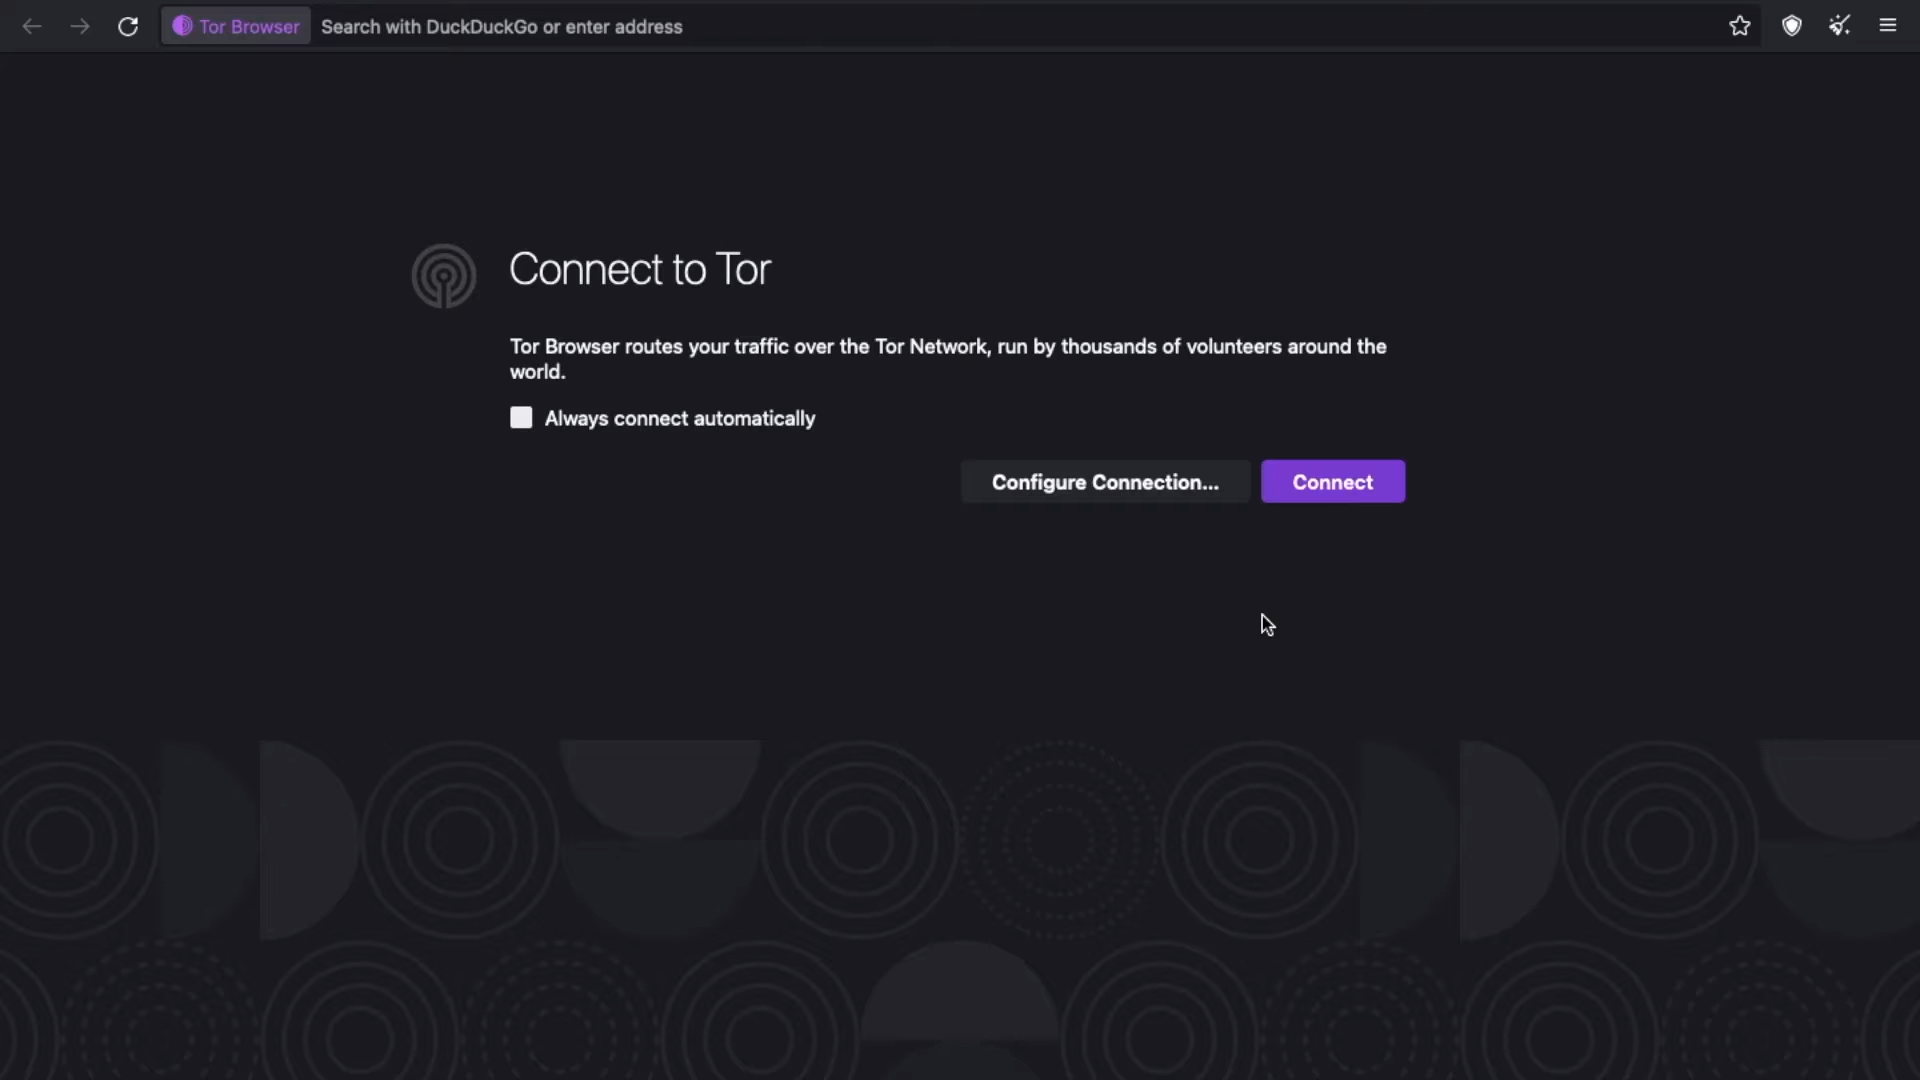 Tor Browser Search with DuckDuckGo or enter address
Connect to Tor
Tor Browser routes your traffic over the Tor Network, run by thousands of volunteers around the
world.
Always connect automatically
Configure Connection... Connect